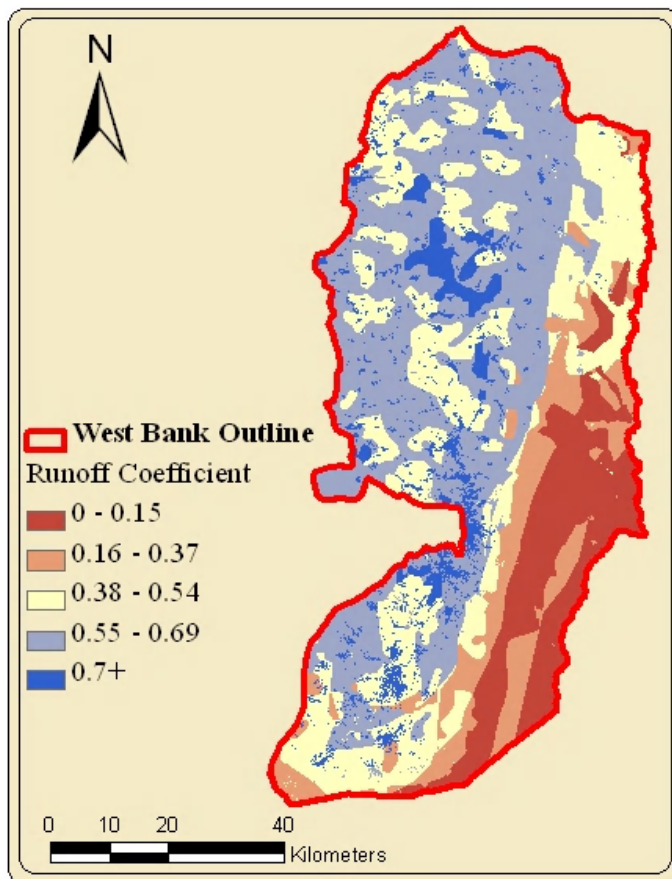 N
West Bank Outline
Runoff Coefficient
0 - 0.15
0.16 - 0.37
0.38 - 0.54
0.55 - 0.69
0.7+
0 10 20 40
Kilometers